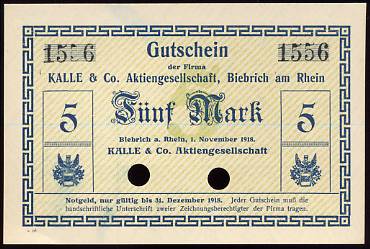 1556 Gutschein 1556
der Firma
KALLE & Co. Aktiengesellschaft, Biebrich am Rhein
5 Fünf Mark 5
Biebrich a. Rhein, 1. November 1918.
KALLE & Co. Aktiengesellschaft
Notgeld, nur gültig bis 31. Dezember 1918. Jeder Gutschein muß die
handschriftliche Unterschrift zweier Zeichnungsberechtigter der Firma tragen.